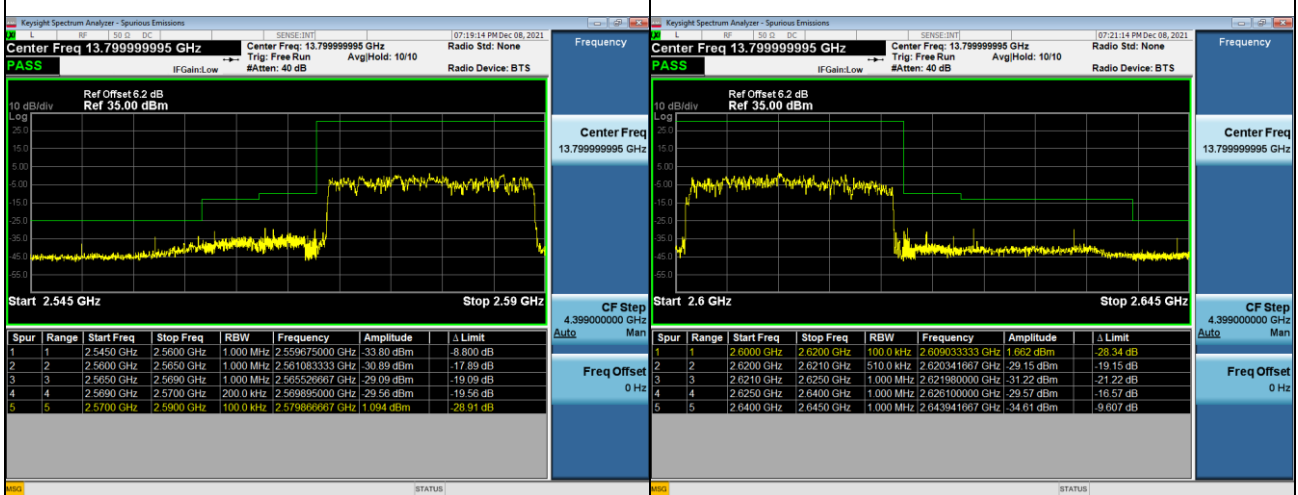 Keysight Spectrum Analyzer - Spurious Emissions
L RF 50 Ω DC SENSE:INT 07:19:14 PM Dec 08, 2021
Center Freq 13.799999995 GHz
Center Freq: 13.799999995 GHz Radio Std: None
Trig: Free Run Avg|Hold: 10/10
PASS
IFGain:Low #Atten: 40 dB Radio Device: BTS
Ref Offset 6.2 dB
10 dB/div Ref 35.00 dBm
Log
25.0
15.0
5.00
-5.00
-15.0
-25.0
-35.0
-45.0
-55.0
Start 2.545 GHz Stop 2.59 GHz
Spur Range Start Freq Stop Freq RBW Frequency Amplitude Δ Limit
1 1 2.5450 GHz 2.5600 GHz 1.000 MHz 2.559675000 GHz -33.80 dBm -8.800 dB
2 2 2.5600 GHz 2.5650 GHz 1.000 MHz 2.561083333 GHz -30.89 dBm -17.89 dB
3 3 2.5650 GHz 2.5690 GHz 1.000 MHz 2.565526667 GHz -29.09 dBm -19.09 dB
4 4 2.5690 GHz 2.5700 GHz 200.0 kHz 2.569895000 GHz -29.56 dBm -19.56 dB
5 5 2.5700 GHz 2.5900 GHz 100.0 kHz 2.579866667 GHz 1.094 dBm -28.91 dB
Frequency
Center Freq
13.799999995 GHz
CF Step
4.399000000 GHz
Auto Man
Freq Offset
0 Hz
MSG STATUS
Keysight Spectrum Analyzer - Spurious Emissions
L RF 50 Ω DC SENSE:INT 07:21:14 PM Dec 08, 2021
Center Freq 13.799999995 GHz
Center Freq: 13.799999995 GHz Radio Std: None
Trig: Free Run Avg|Hold: 10/10
PASS
IFGain:Low #Atten: 40 dB Radio Device: BTS
Ref Offset 6.2 dB
10 dB/div Ref 35.00 dBm
Log
25.0
15.0
5.00
-5.00
-15.0
-25.0
-35.0
-45.0
-55.0
Start 2.6 GHz Stop 2.645 GHz
Spur Range Start Freq Stop Freq RBW Frequency Amplitude Δ Limit
1 1 2.6000 GHz 2.6200 GHz 100.0 kHz 2.609033333 GHz 1.662 dBm -28.34 dB
2 2 2.6200 GHz 2.6210 GHz 510.0 kHz 2.620341667 GHz -29.15 dBm -19.15 dB
3 3 2.6210 GHz 2.6250 GHz 1.000 MHz 2.621980000 GHz -31.22 dBm -21.22 dB
4 4 2.6250 GHz 2.6400 GHz 1.000 MHz 2.626100000 GHz -29.57 dBm -16.57 dB
5 5 2.6400 GHz 2.6450 GHz 1.000 MHz 2.643941667 GHz -34.61 dBm -9.607 dB
Frequency
Center Freq
13.799999995 GHz
CF Step
4.399000000 GHz
Auto Man
Freq Offset
0 Hz
MSG STATUS